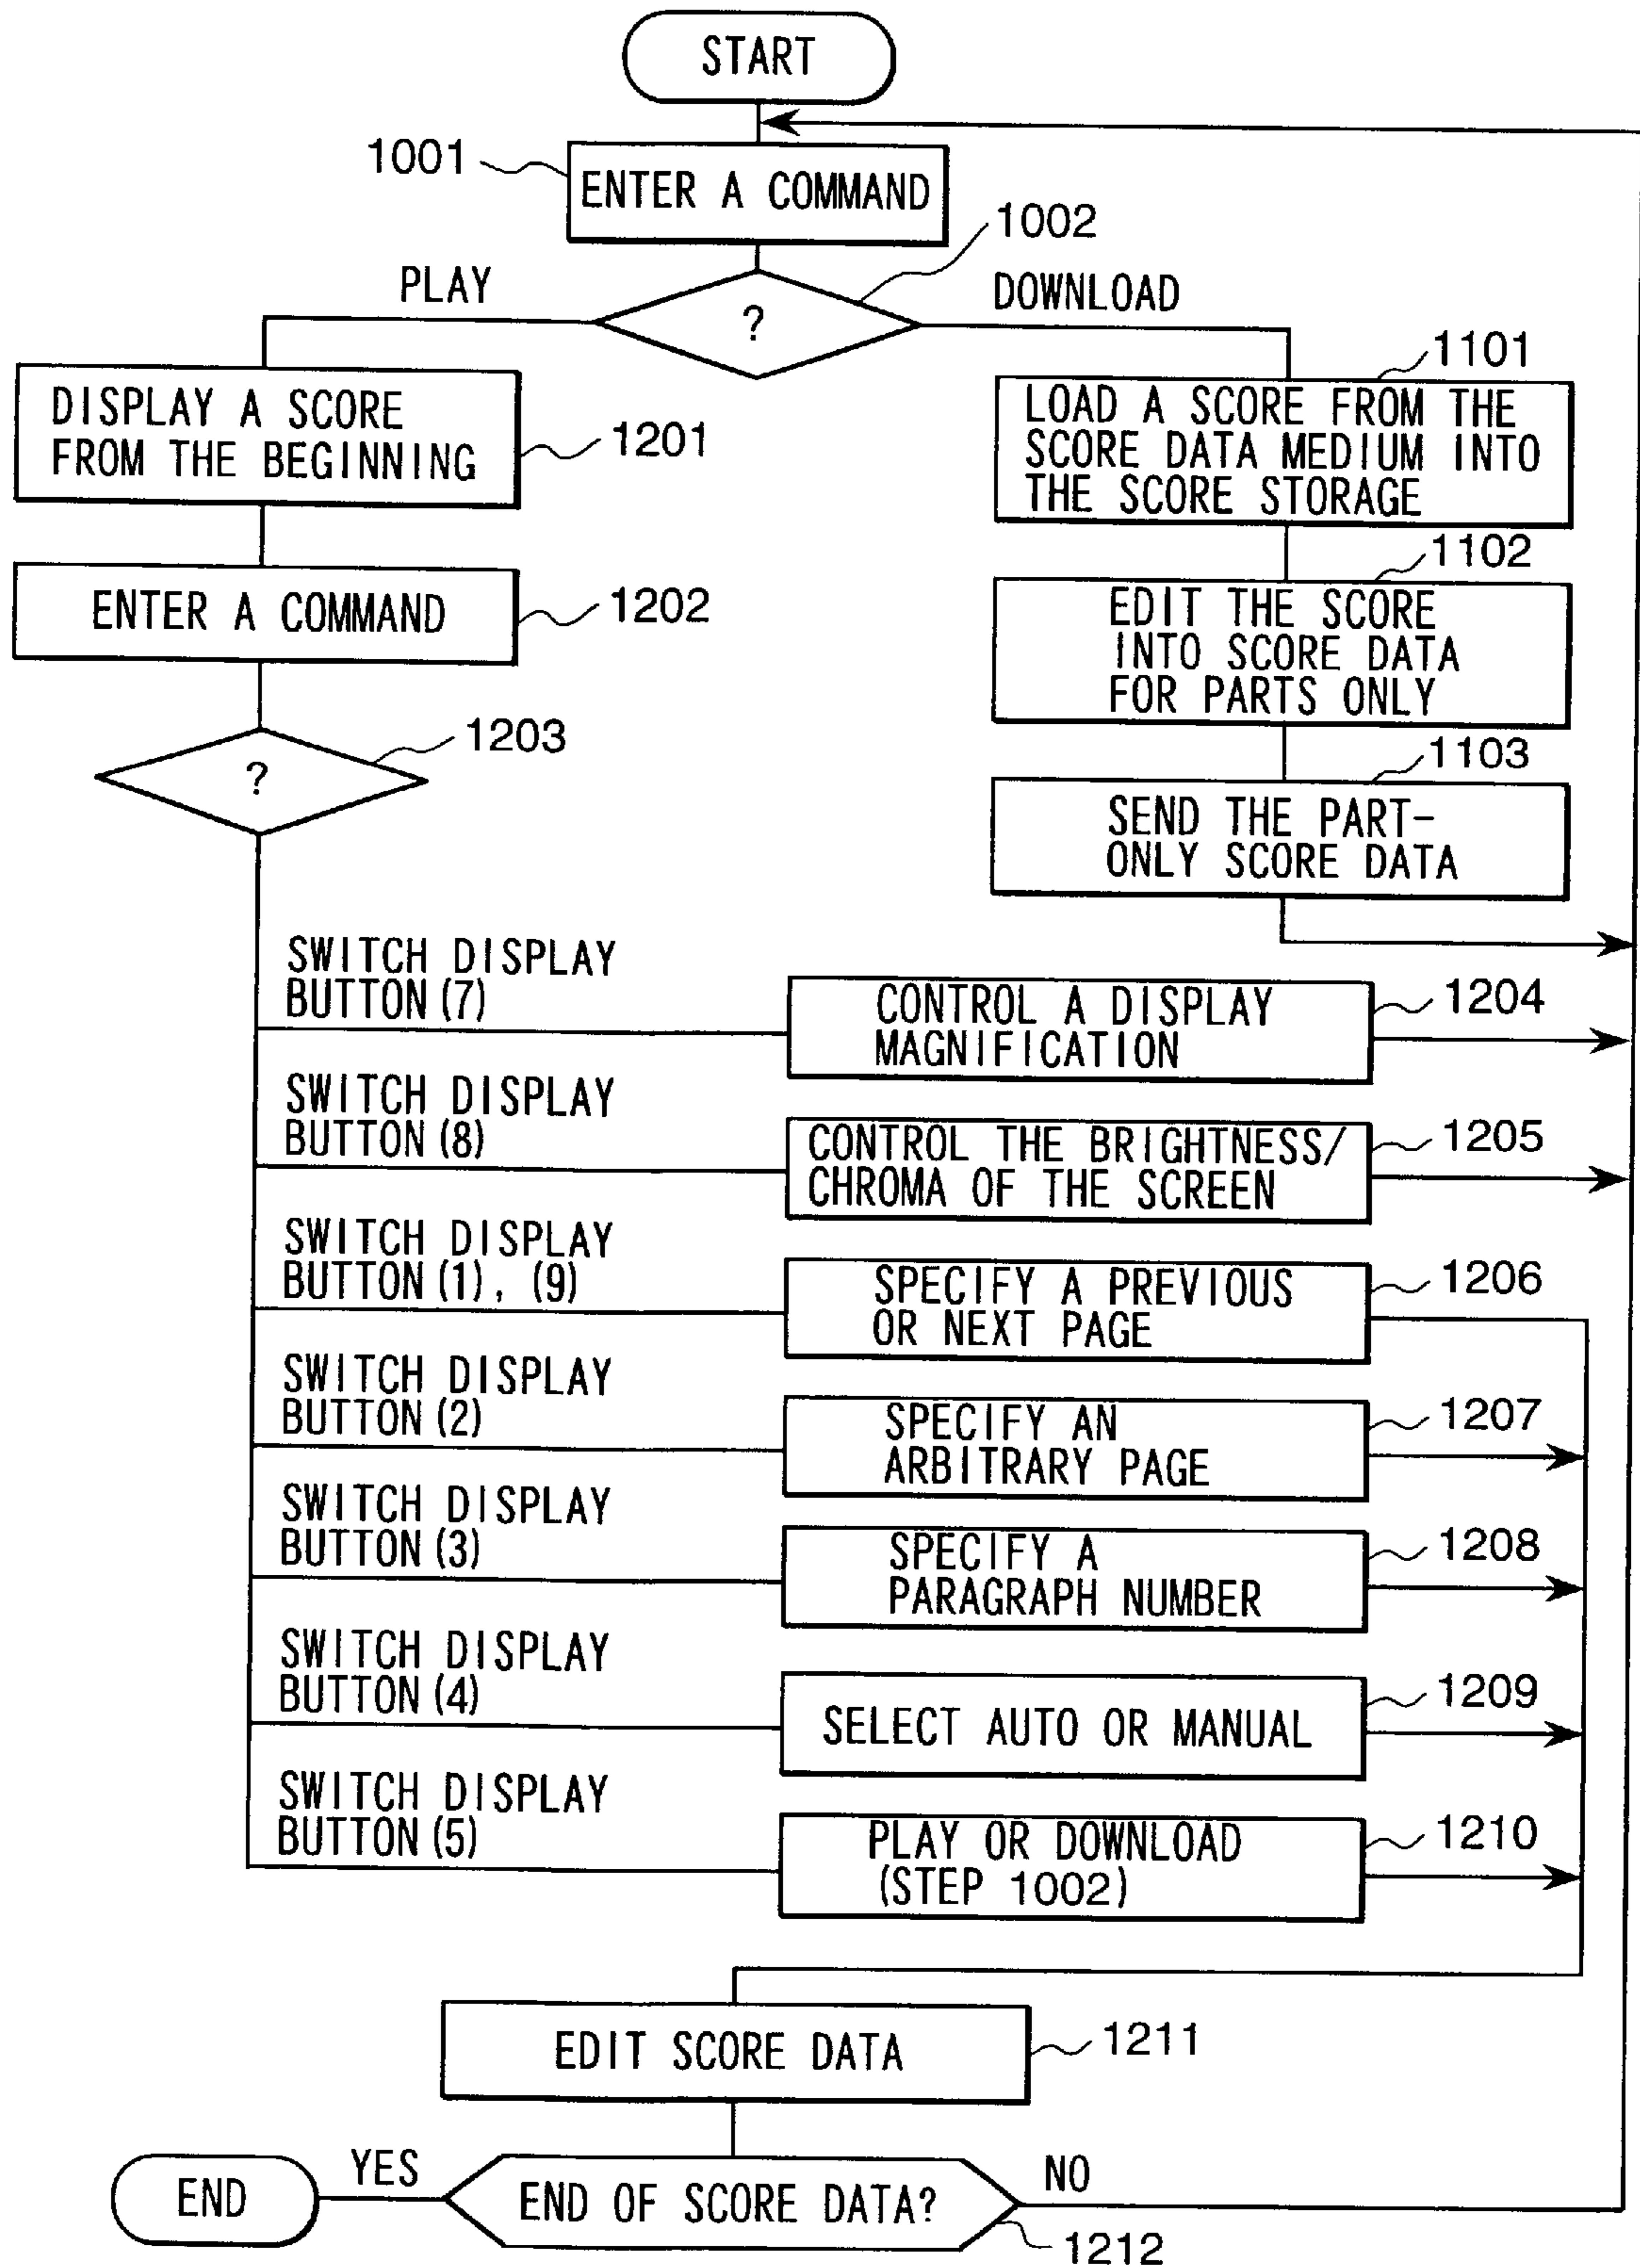 START
1001
ENTER A COMMAND
1002
PLAY
?
DOWNLOAD
1101
DISPLAY A SCORE
FROM THE BEGINNING
1201
LOAD A SCORE FROM THE
SCORE DATA MEDIUM INTO
THE SCORE STORAGE
1102
ENTER A COMMAND
1202
EDIT THE SCORE
INTO SCORE DATA
FOR PARTS ONLY
1203
?
1103
SEND THE PART-
ONLY SCORE DATA
SWITCH DISPLAY
BUTTON (7)
CONTROL A DISPLAY
MAGNIFICATION
1204
SWITCH DISPLAY
BUTTON (8)
CONTROL THE BRIGHTNESS/
CHROMA OF THE SCREEN
1205
SWITCH DISPLAY
BUTTON (1), (9)
SPECIFY A PREVIOUS
OR NEXT PAGE
1206
SWITCH DISPLAY
BUTTON (2)
SPECIFY AN
ARBITRARY PAGE
1207
SWITCH DISPLAY
BUTTON (3)
SPECIFY A
PARAGRAPH NUMBER
1208
SWITCH DISPLAY
BUTTON (4)
SELECT AUTO OR MANUAL
1209
SWITCH DISPLAY
BUTTON (5)
PLAY OR DOWNLOAD
(STEP 1002)
1210
EDIT SCORE DATA
1211
END
YES
END OF SCORE DATA?
NO
1212